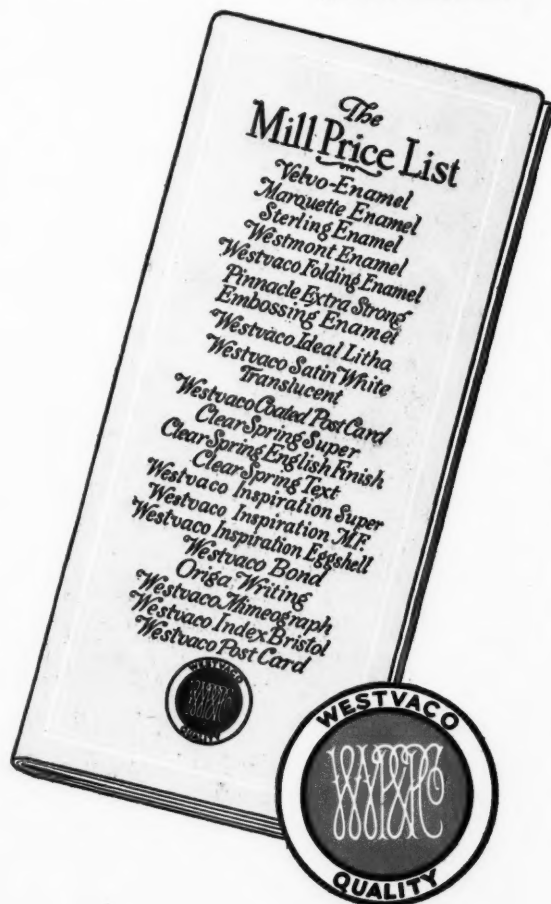 The
Mill Price List
Velvo-Enamel
Marquette Enamel
Sterling Enamel
Westmont Enamel
Westvaco Folding Enamel
Pinnacle Extra Strong
Embossing Enamel
Westvaco Ideal Litho
Westvaco Satin White
Translucent
Westvaco Coated Post Card
Clear Spring Super
Clear Spring English Finish
Clear Spring Text
Westvaco Inspiration Super
Westvaco Inspiration M.F.
Westvaco Inspiration Eggshell
Westvaco Bond
Origa Writing
Westvaco Mimeograph
Westvaco Index Bristol
Westvaco Post Card
WESTVACO
QUALITY
WESTVACO
QUALITY